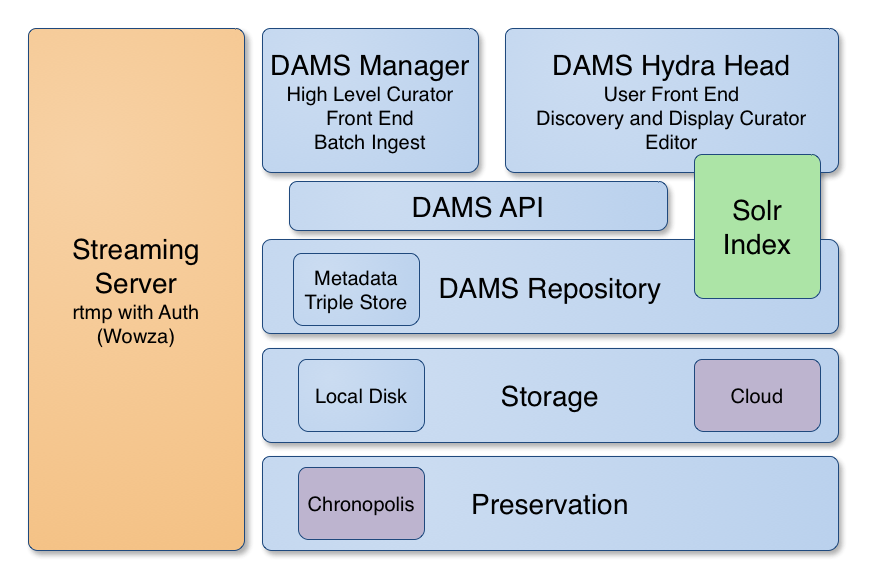 Streaming
Server
rtmp with Auth
(Wowza)
DAMS Manager
High Level Curator
Front End
Batch Ingest
DAMS Hydra Head
User Front End
Discovery and Display Curator
Editor
DAMS API
Solr
Index
Metadata
Triple Store
DAMS Repository
Local Disk
Storage
Cloud
Chronopolis
Preservation